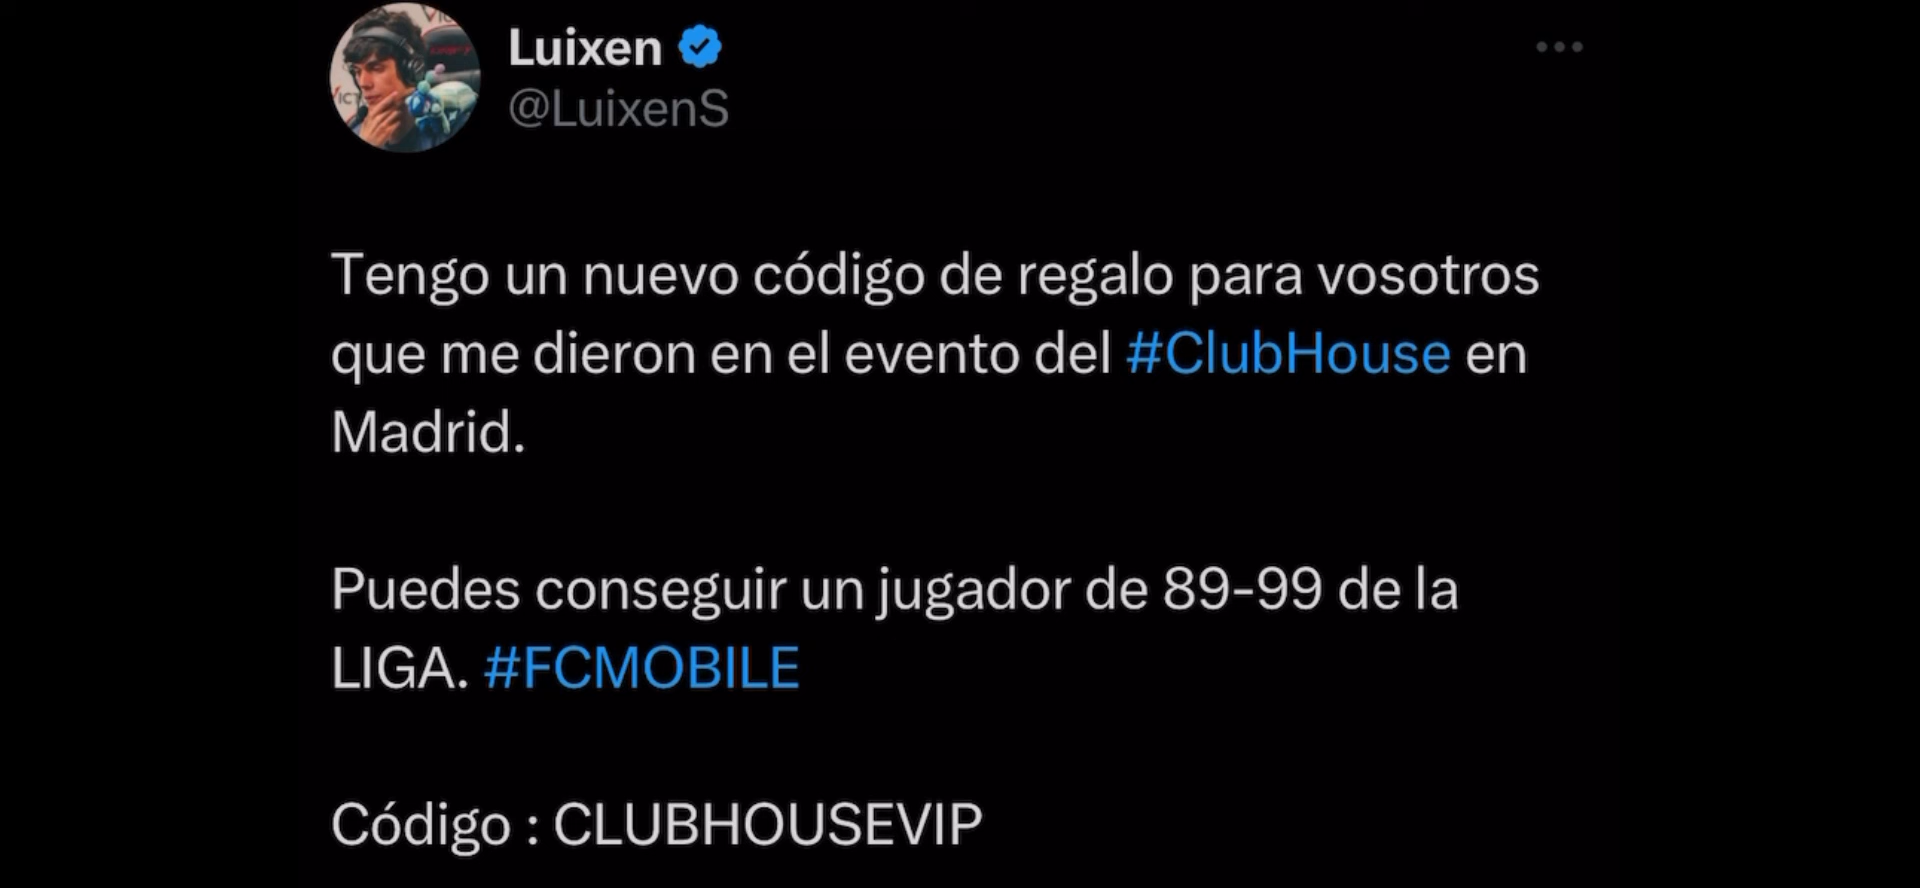 Luixen
@LuixenS
Tengo un nuevo código de regalo para vosotros
que me dieron en el evento del #ClubHouse en
Madrid.
Puedes conseguir un jugador de 89-99 de la
LIGA. #FCMOBILE
Código : CLUBHOUSEVIP